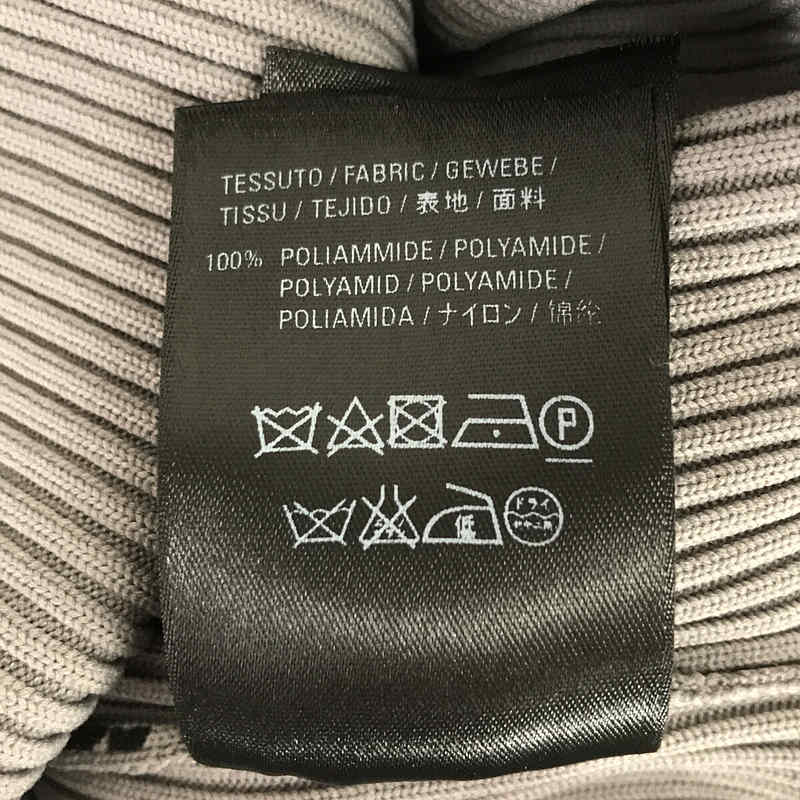 TESSUTO / FABRIC / GEWEBE /
TISSU / TEJIDO / 表地 / 面料
100% POLIAMMIDE / POLYAMIDE /
POLYAMID / POLYAMIDE /
POLIAMIDA / ナイロン / 锦纶
P
低
ドライ